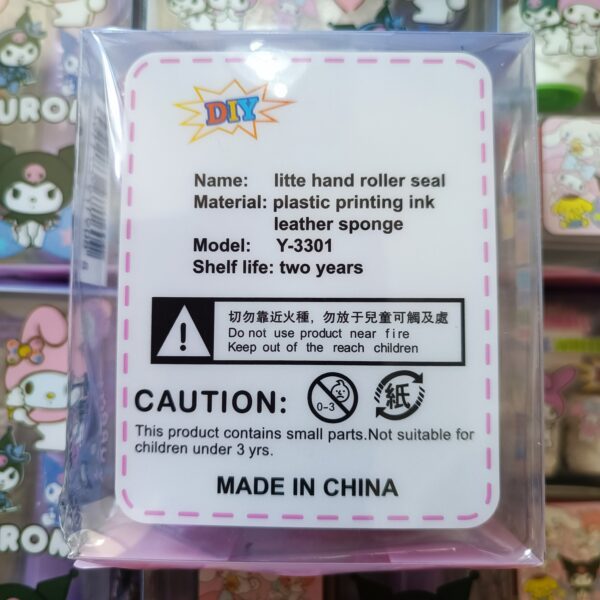 DIY
Name: litte hand roller seal
Material: plastic printing ink
leather sponge
Model: Y-3301
Shelf life: two years
切勿靠近火種，勿放于兒童可觸及處
Do not use product near fire
Keep out of the reach children
CAUTION:
0-3
紙
This product contains small parts.Not suitable for
children under 3 yrs.
MADE IN CHINA